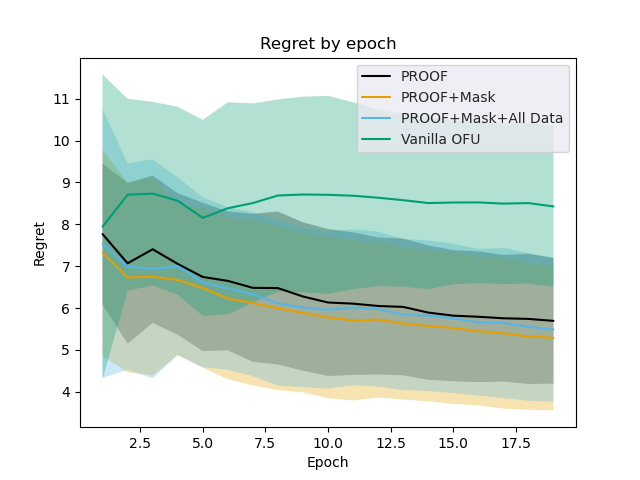 Regret by epoch
PROOF
PROOF+Mask
PROOF+Mask+All Data
Vanilla OFU
11
10
9
8
7
6
5
4
Regret
2.5 5.0 7.5 10.0 12.5 15.0 17.5
Epoch